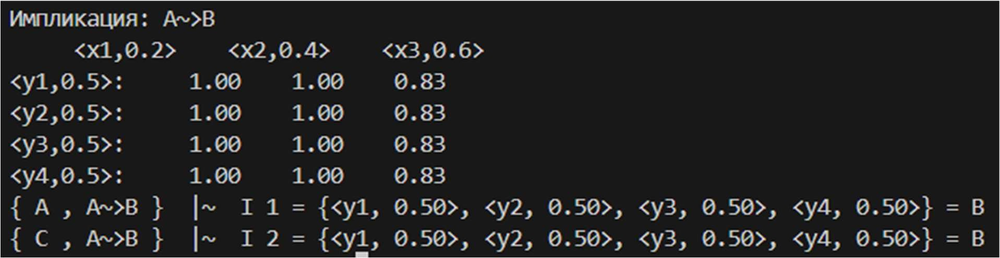 Импликация: A~>B
<x1,0.2> <x2,0.4> <x3,0.6>
<y1,0.5>: 1.00 1.00 0.83
<y2,0.5>: 1.00 1.00 0.83
<y3,0.5>: 1.00 1.00 0.83
<y4,0.5>: 1.00 1.00 0.83
{ A , A~>B } |~ I 1 = {<y1, 0.50>, <y2, 0.50>, <y3, 0.50>, <y4, 0.50>} = B
{ C , A~>B } |~ I 2 = {<y1, 0.50>, <y2, 0.50>, <y3, 0.50>, <y4, 0.50>} = B